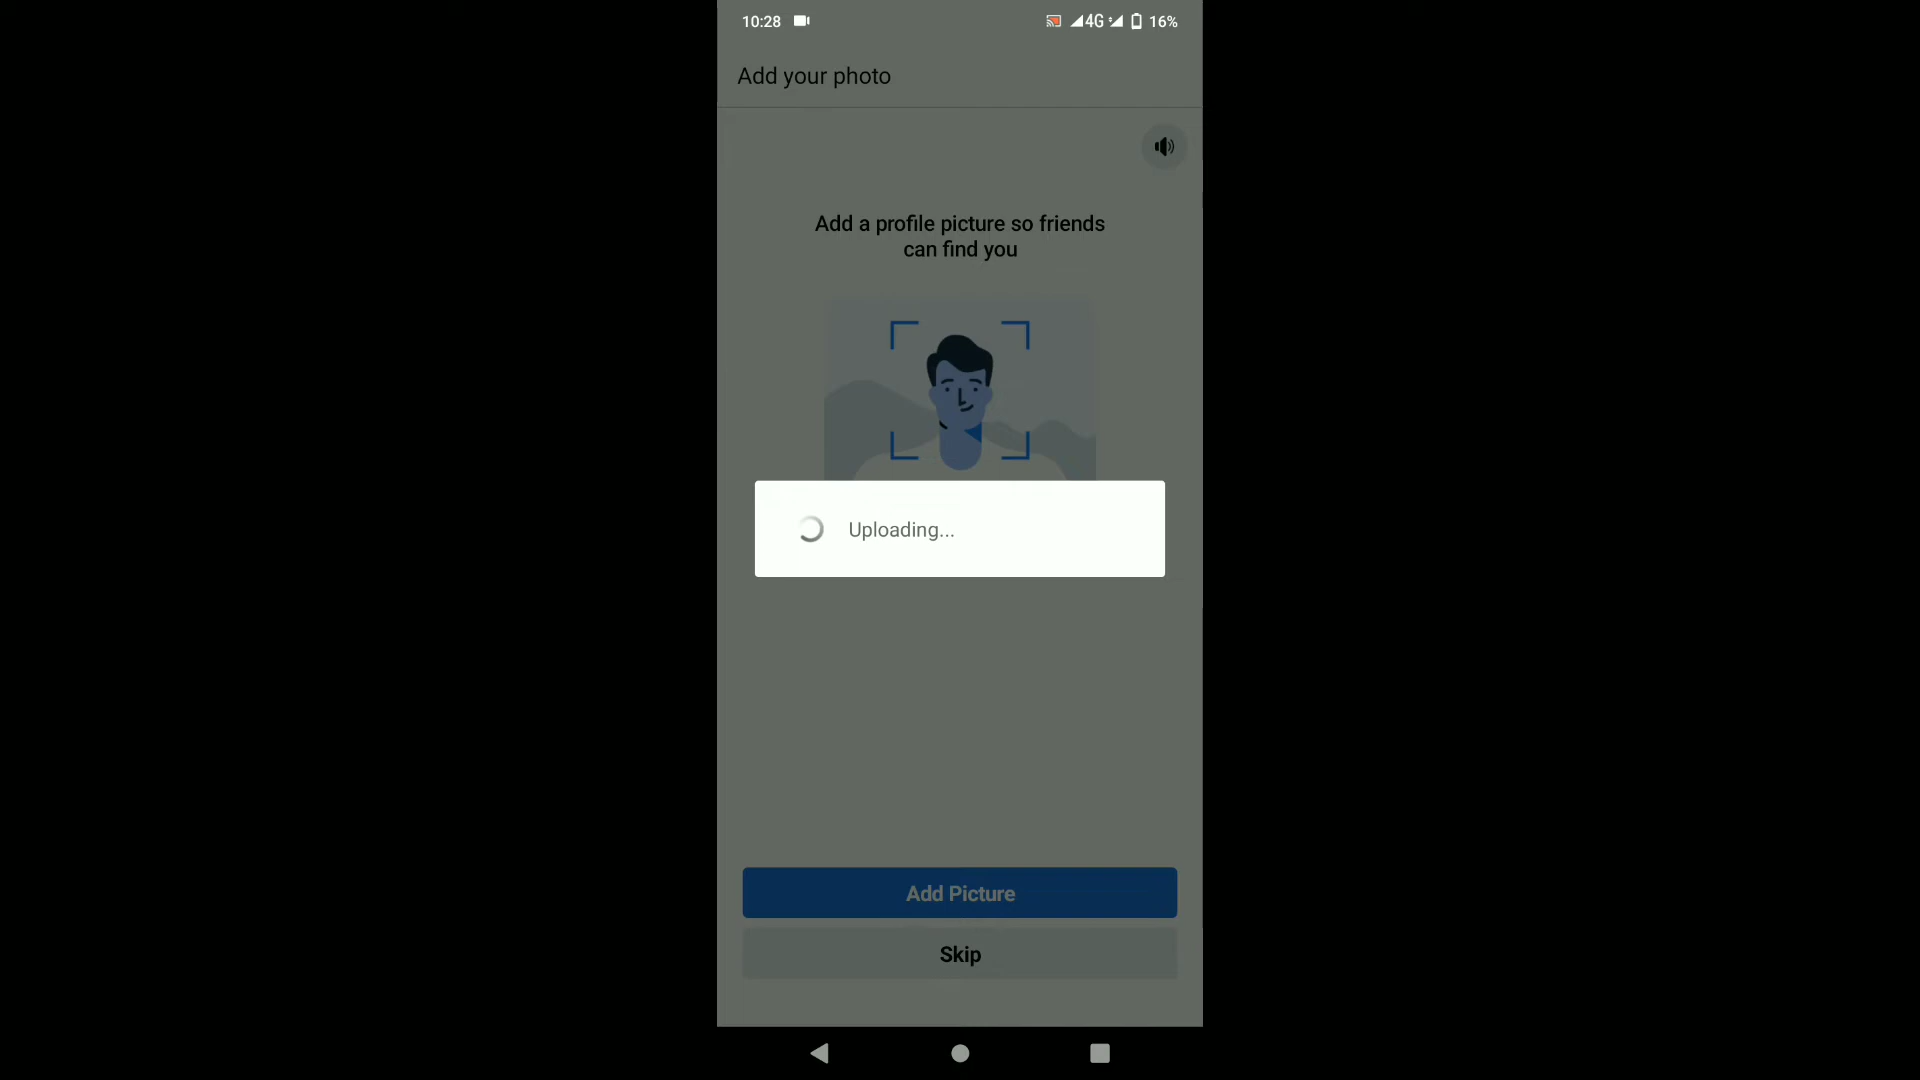 10:28 4G 16%
Add your photo
Add a profile picture so friends
can find you
Uploading...
Add Picture
Skip